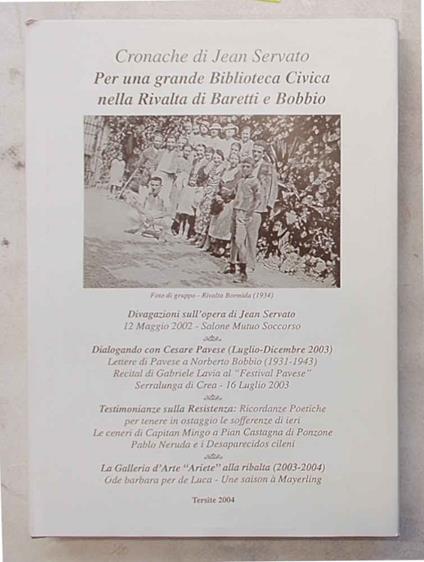 Cronache di Jean Servato
Per una grande Biblioteca Civica
nella Rivalta di Baretti e Bobbio
Foto di gruppo - Rivalta Bormida (1934)
Divagazioni sull'opera di Jean Servato
12 Maggio 2002 - Salone Mutuo Soccorso
Dialogando con Cesare Pavese (Luglio-Dicembre 2003)
Lettere di Pavese a Norberto Bobbio (1931-1943)
Recital di Gabriele Lavia al "Festival Pavese"
Serralunga di Crea - 16 Luglio 2003
Testimonianze sulla Resistenza: Ricordanze Poetiche
per tenere in ostaggio le sofferenze di ieri
Le ceneri di Capitan Mingo a Pian Castagna di Ponzone
Pablo Neruda e i Desaparecidos cileni
La Galleria d'Arte "Ariete" alla ribalta (2003-2004)
Ode barbara per de Luca - Une saison à Mayerling
Tersite 2004